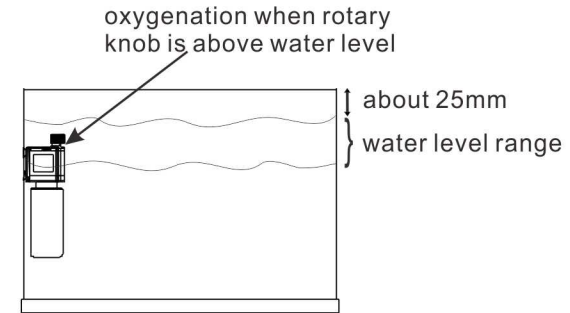 oxygenation when rotary
knob is above water level
about 25mm
water level range